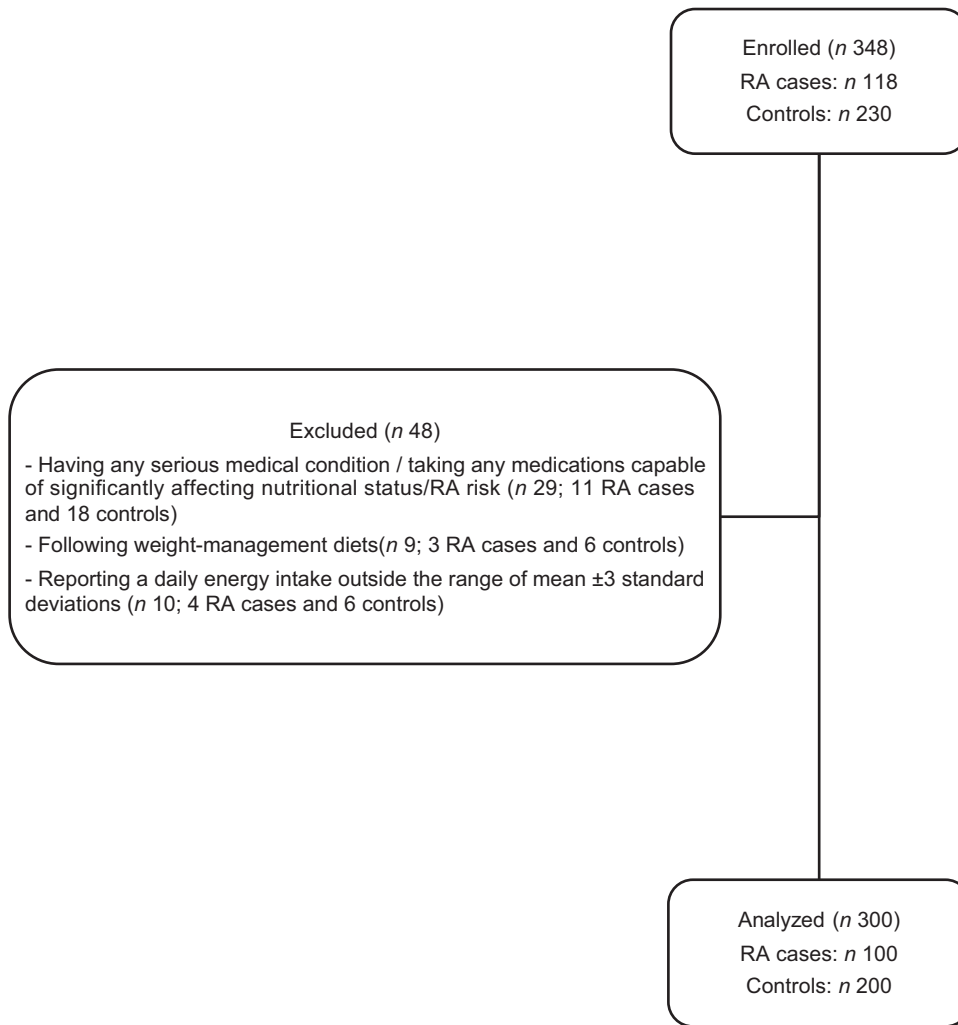 Enrolled (n 348)
RA cases: n 118
Controls: n 230
Excluded (n 48)
- Having any serious medical condition / taking any medications capable
of significantly affecting nutritional status/RA risk (n 29; 11 RA cases
and 18 controls)
- Following weight-management diets(n 9; 3 RA cases and 6 controls)
- Reporting a daily energy intake outside the range of mean ±3 standard
deviations (n 10; 4 RA cases and 6 controls)
Analyzed (n 300)
RA cases: n 100
Controls: n 200